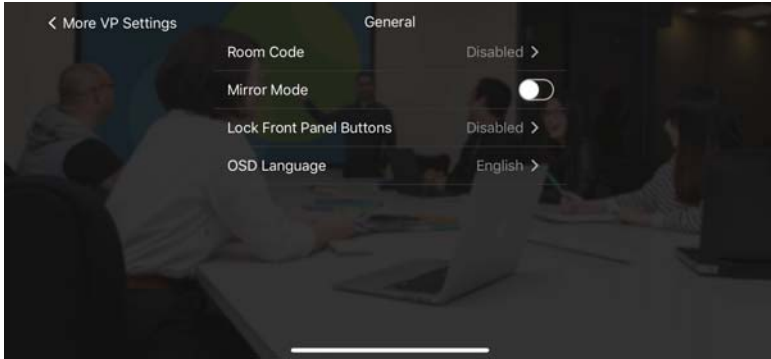 More VP Settings General
Room Code Disabled
Mirror Mode
Lock Front Panel Buttons Disabled
OSD Language English